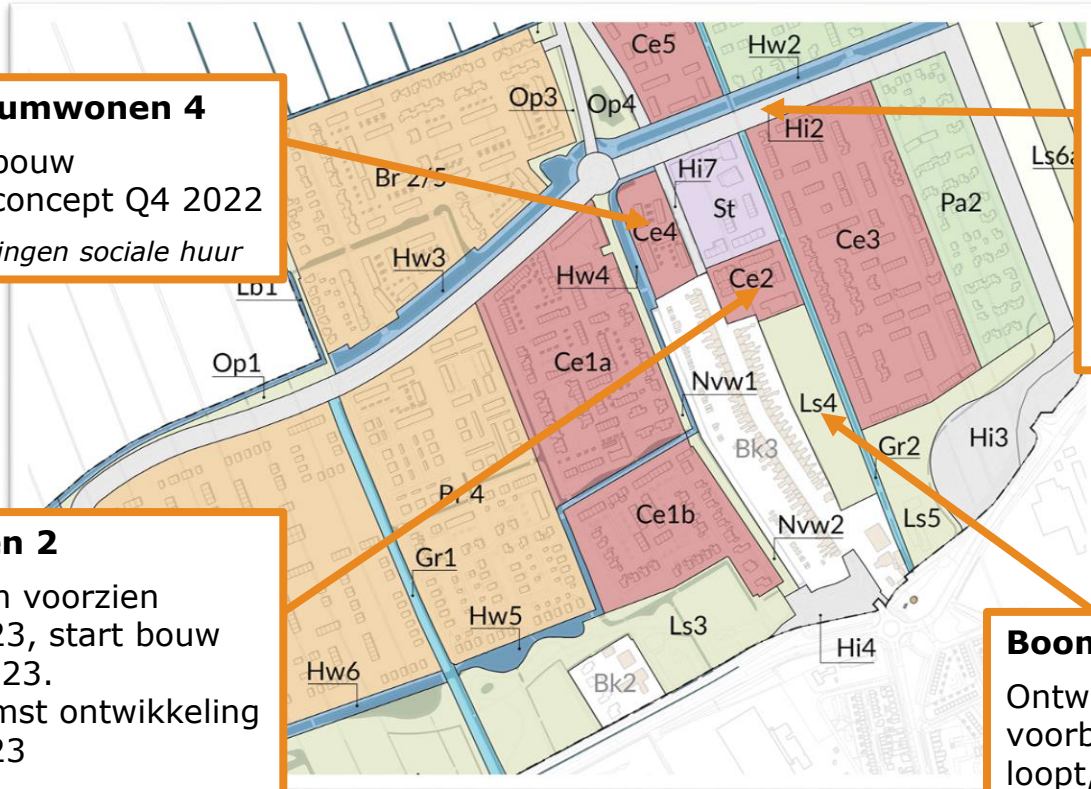 umwonen 4
bouw
concept Q4 2022
ingen sociale huur
Ce5
Hw2
Op3
Op4
Hi2
Br 2/5
Hi7
Ls6a
St
Pa2
Ce4
Ce3
Hw3
Hw4
Ce2
Lb1
Op1
Ce1a
Nvw1
Ls4
Bk3
Gr2
Hi3
Br 4
Ce1b
Ls5
Nvw2
Gr1
Hw5
Ls3
Hi4
Hw6
Bk2
en 2
n voorzien
23, start bouw
23.
mst ontwikkeling
23
Boom
Ontw
voorb
loopt,